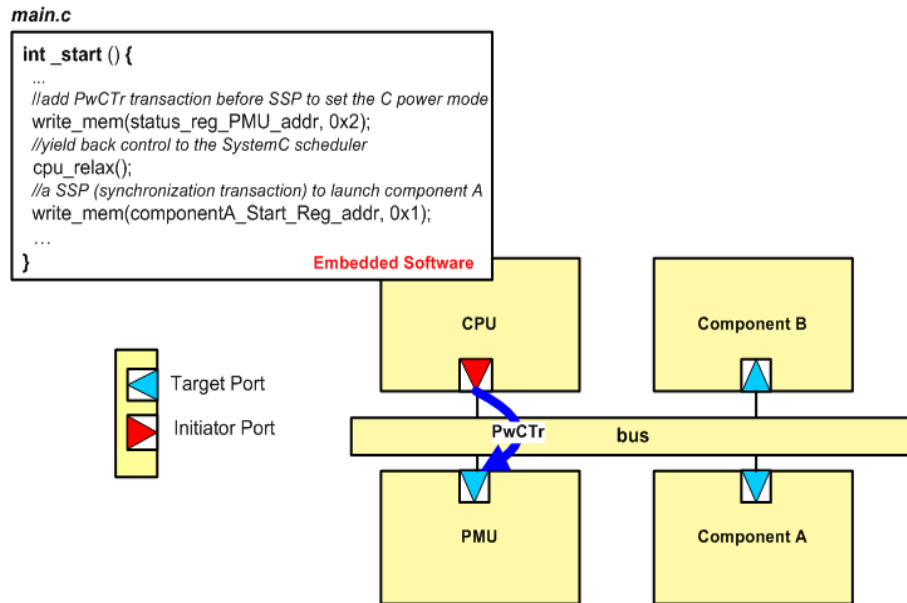 main.c
int _start () {
...
//add PwCTr transaction before SSP to set the C power mode
write_mem(status_reg_PMU_addr, 0x2);
//yield back control to the SystemC scheduler
cpu_relax();
//a SSP (synchronization transaction) to launch component A
write_mem(componentA_Start_Reg_addr, 0x1);
...
}
Embedded Software
CPU
Component B
Target Port
Initiator Port
PwCTr
bus
PMU
Component A